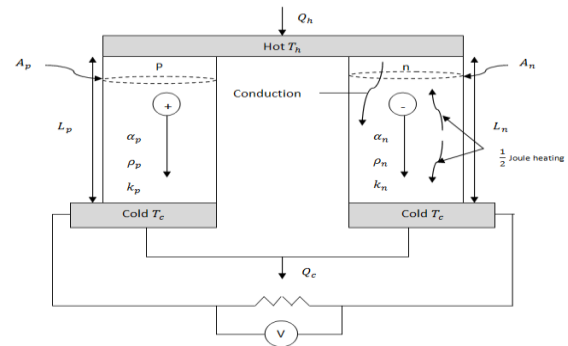 Q_h
Hot T_h
A_p
A_n
P
n
Conduction
+
-
L_p
L_n
α_p
ρ_p
k_p
α_n
ρ_n
k_n
1/2 Joule heating
Cold T_c
Cold T_c
Q_c
V